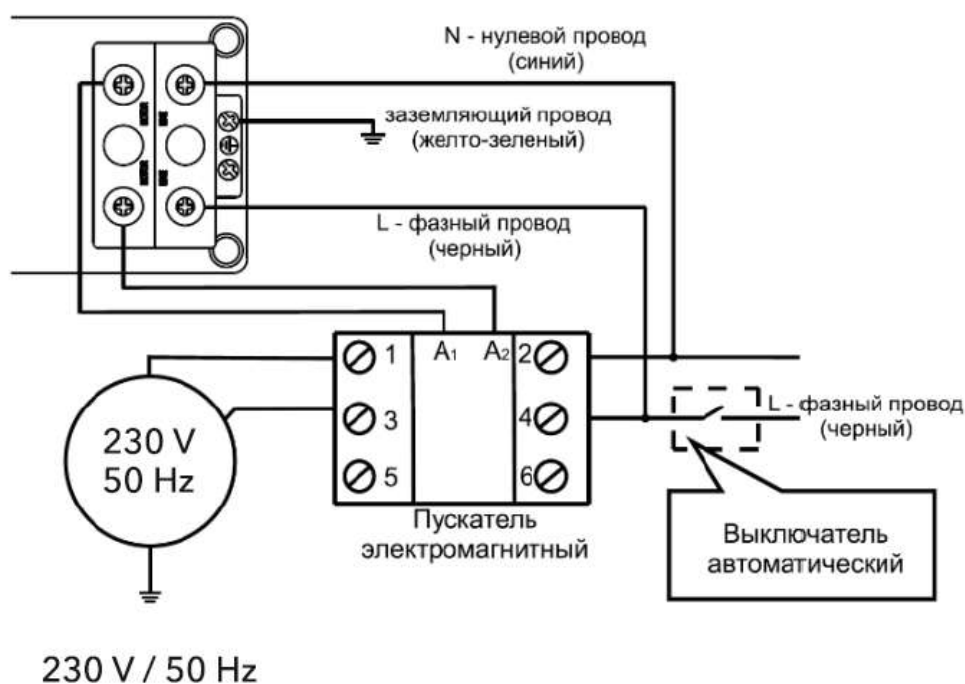 N - нулевой провод
(синий)
заземляющий провод
(желто-зеленый)
L - фазный провод
(черный)
1
A1
A2
2
3
4
5
6
L - фазный провод
(черный)
230 V
50 Hz
Пускатель
электромагнитный
Выключатель
автоматический
230 V / 50 Hz